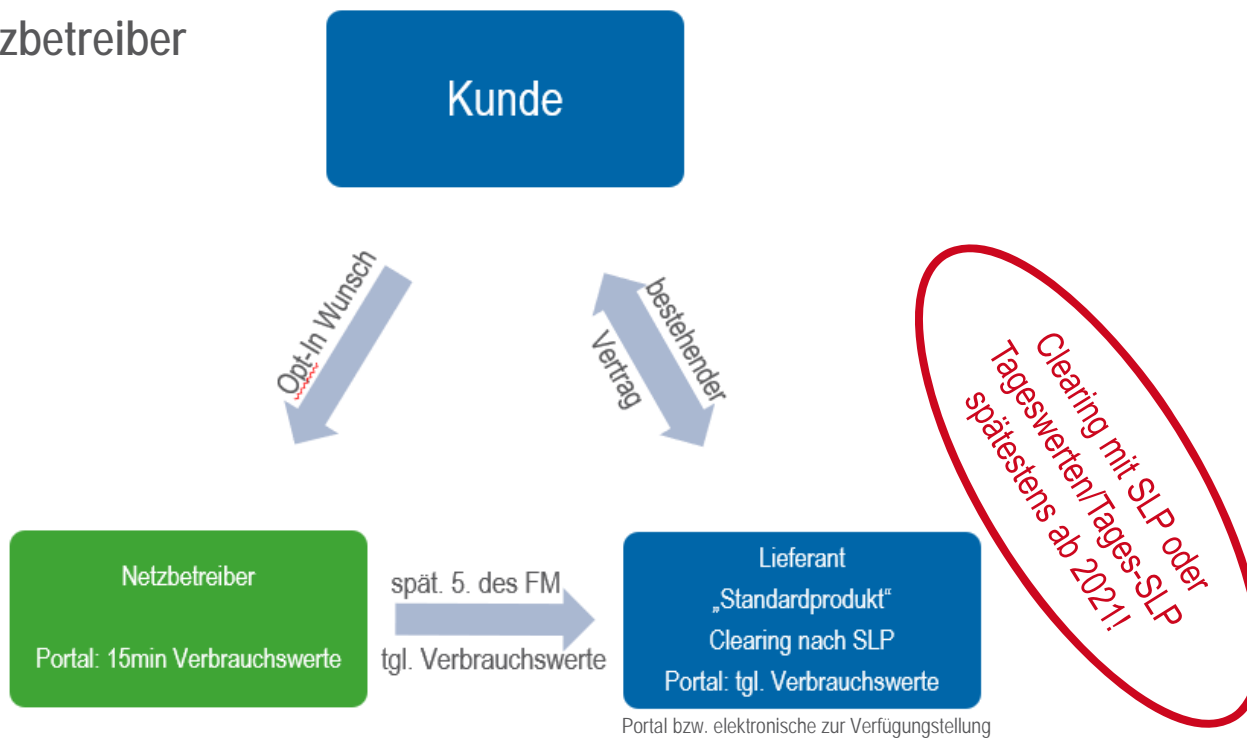 zbetreiber
Kunde
Opt-In Wunsch
bestehender
Vertrag
Clearing mit SLP oder
Tageswerten/Tages-SLP
spätestens ab 2021!
Netzbetreiber
Portal: 15min Verbrauchswerte
spät. 5. des FM
tgl. Verbrauchswerte
Lieferant
„Standardprodukt“
Clearing nach SLP
Portal: tgl. Verbrauchswerte
Portal bzw. elektronische zur Verfügungstellung